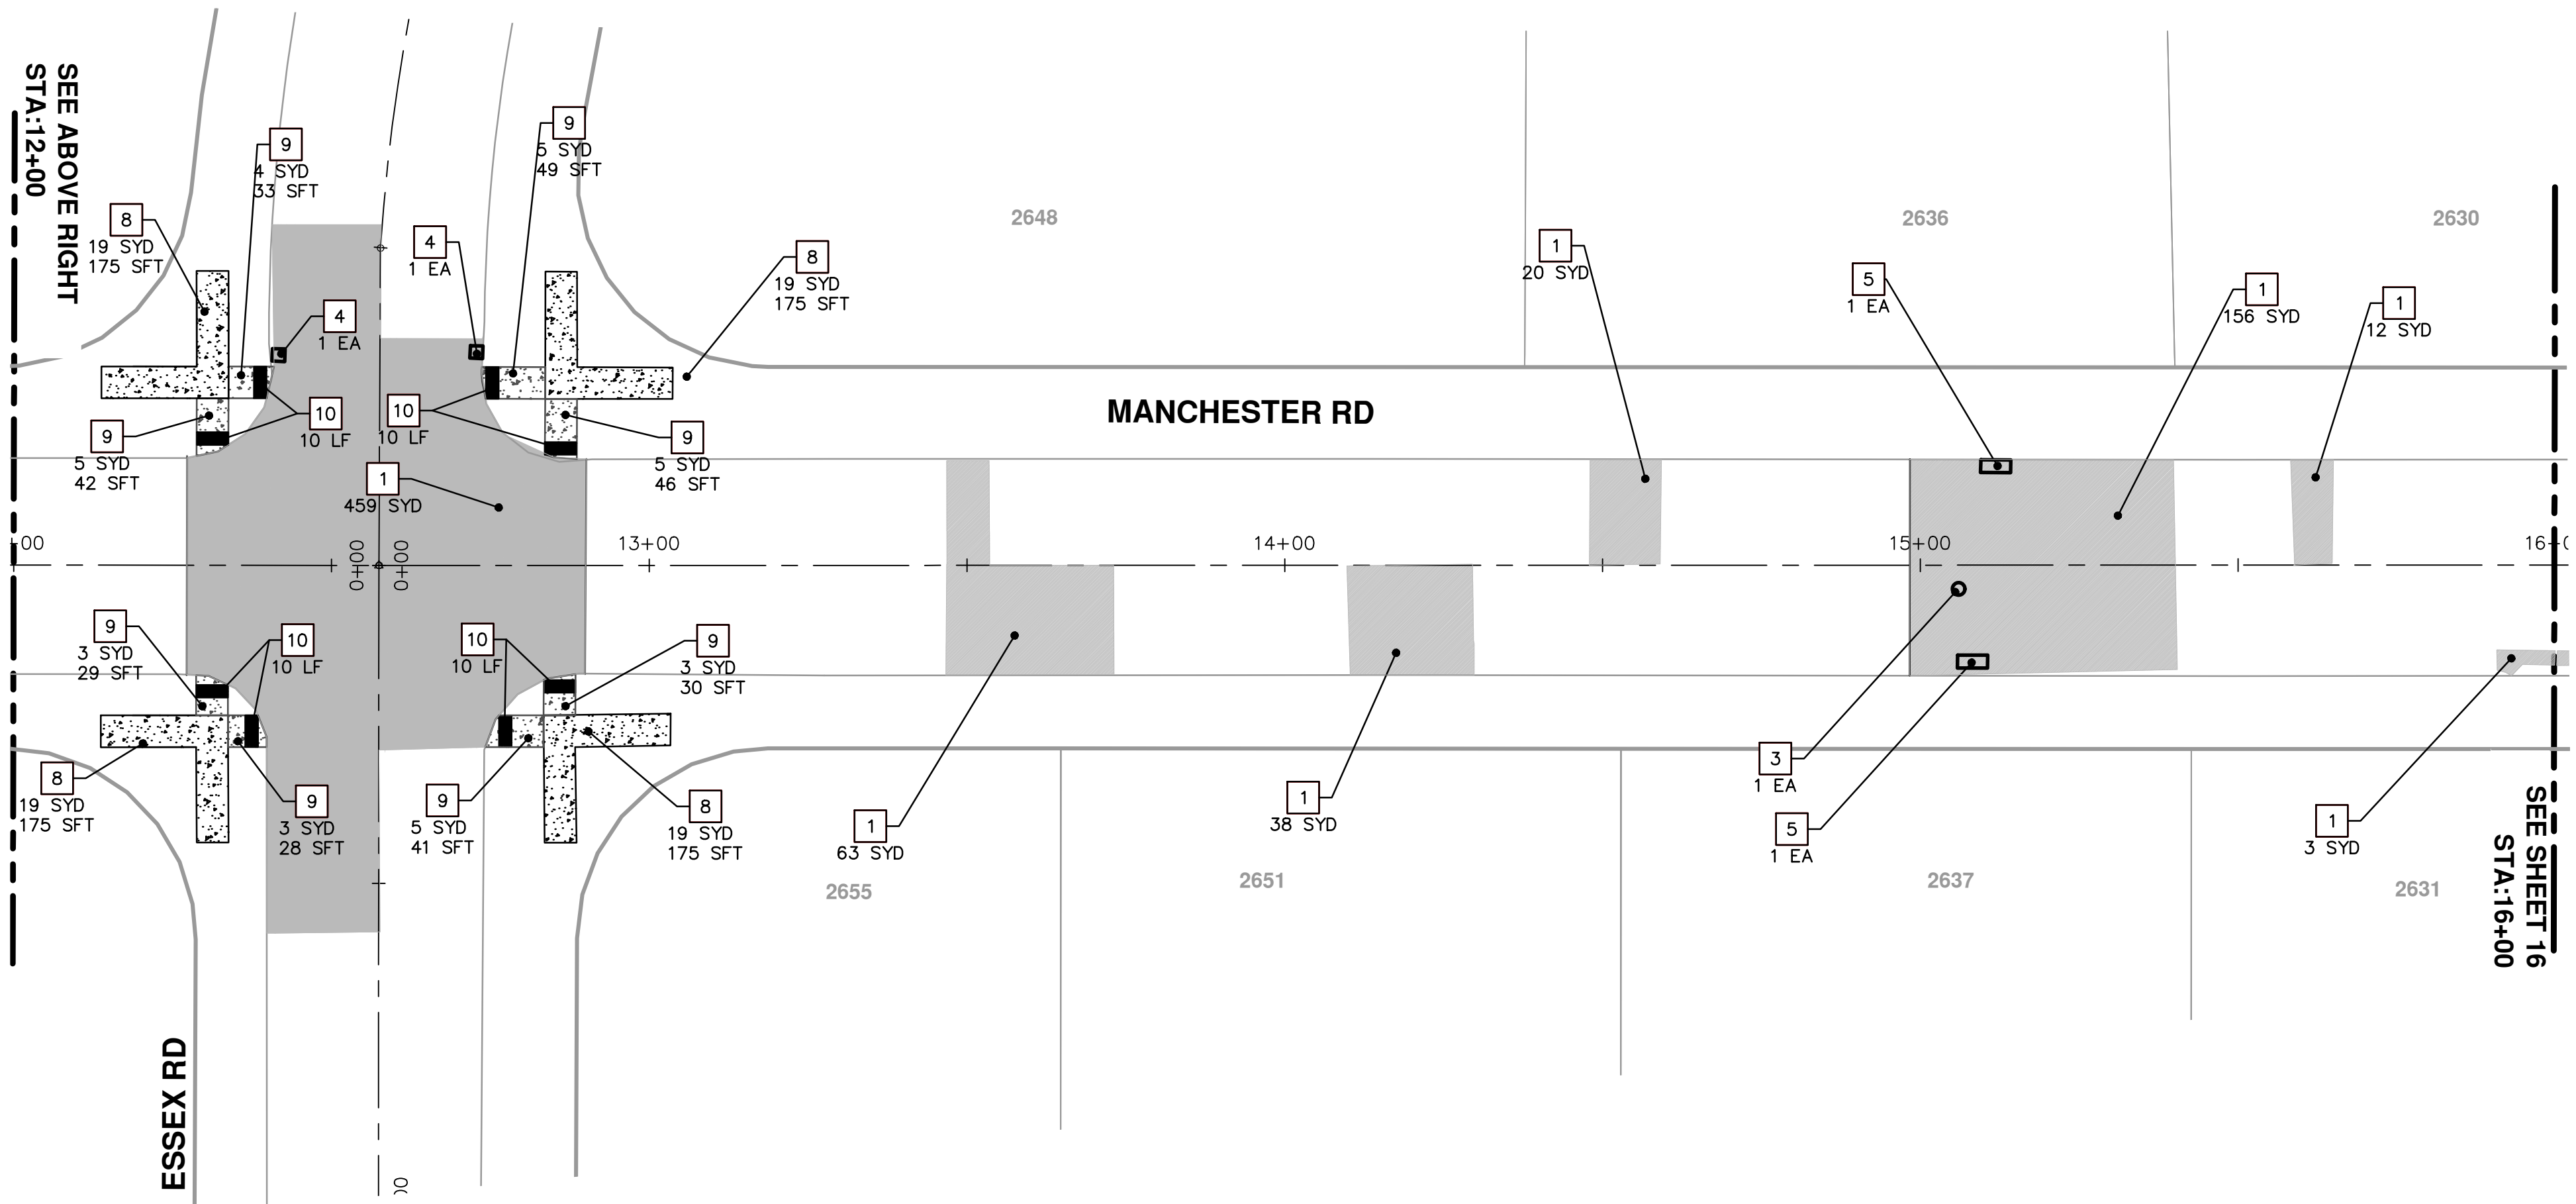 SEE ABOVE RIGHT
STA:12+00
9
4 SYD
33 SFT
9
5 SYD
49 SFT
8
19 SYD
175 SFT
4
1 EA
4
1 EA
8
19 SYD
175 SFT
2648
1
20 SYD
2636
5
1 EA
1
156 SYD
2630
1
12 SYD
10
10 LF
10
10 LF
9
5 SYD
42 SFT
9
5 SYD
46 SFT
MANCHESTER RD
1
459 SYD
+00
0+00
0+00
13+00
14+00
15+00
16+0
9
3 SYD
29 SFT
10
10 LF
10
10 LF
9
3 SYD
30 SFT
8
19 SYD
175 SFT
9
3 SYD
28 SFT
9
5 SYD
41 SFT
8
19 SYD
175 SFT
1
63 SYD
1
38 SYD
3
1 EA
5
1 EA
1
3 SYD
2655
2651
2637
2631
SEE SHEET 16
STA:16+00
ESSEX RD